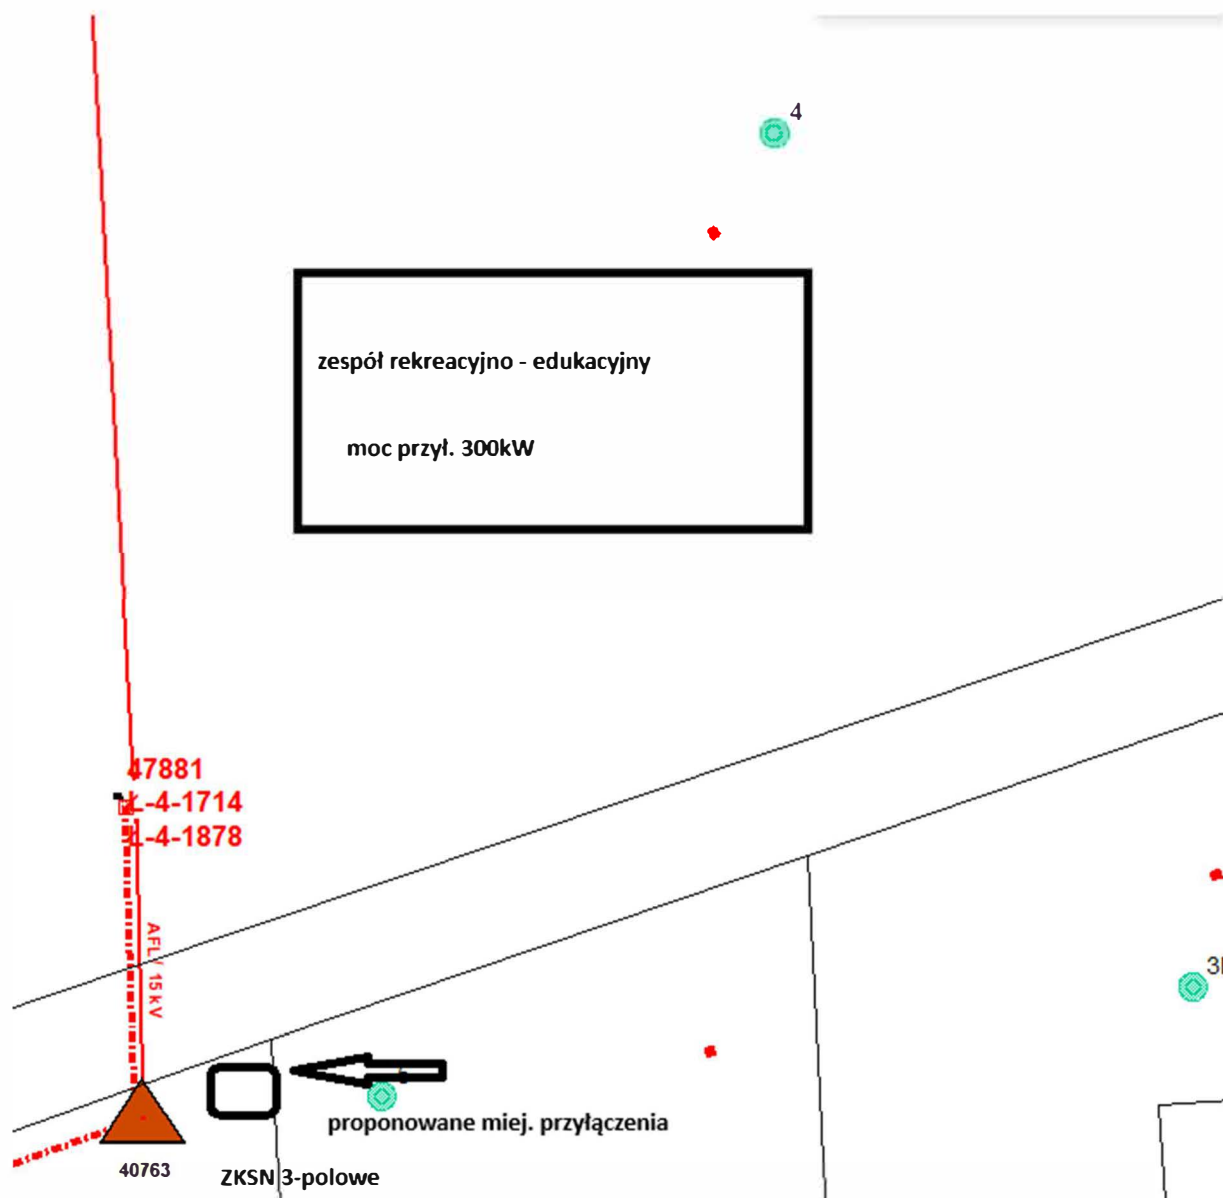 4
zespół rekreacyjno - edukacyjny
moc przył. 300kW
47881
Ł-4-1714
Ł-4-1878
AFL / 15 kV
proponowane miej. przyłączenia
40763
ZKSN 3-polowe